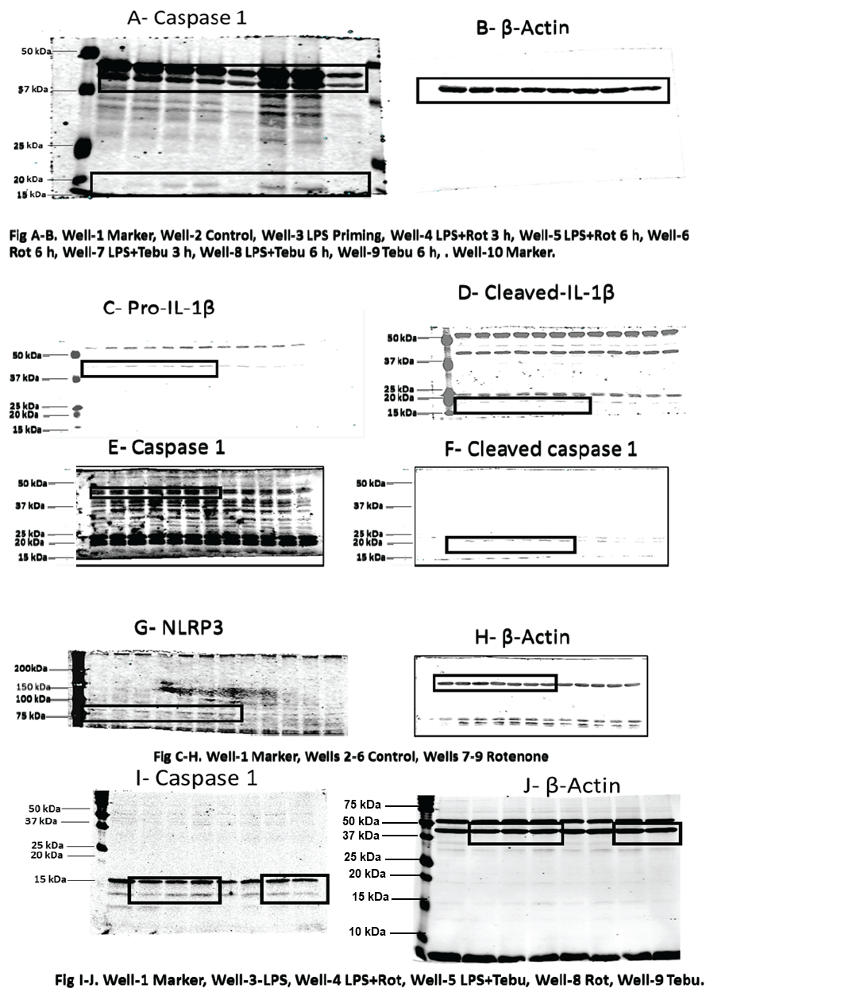 A- Caspase 1
B- β-Actin
50 kDa
37 kDa
25 kDa
20 kDa
15 kDa
Fig A-B. Well-1 Marker, Well-2 Control, Well-3 LPS Priming, Well-4 LPS+Rot 3 h, Well-5 LPS+Rot 6 h, Well-6
Rot 6 h, Well-7 LPS+Tebu 3 h, Well-8 LPS+Tebu 6 h, Well-9 Tebu 6 h, . Well-10 Marker.
C- Pro-IL-1β
50 kDa
37 kDa
25 kDa
20 kDa
15 kDa
D- Cleaved-IL-1β
50 kDa
37 kDa
25 kDa
20 kDa
15 kDa
E- Caspase 1
50 kDa
37 kDa
25 kDa
20 kDa
15 kDa
F- Cleaved caspase 1
50 kDa
37 kDa
25 kDa
20 kDa
15 kDa
G- NLRP3
200kDa
150 kDa
100 kDa
75 kDa
H- β-Actin
Fig C-H. Well-1 Marker, Wells 2-6 Control, Wells 7-9 Rotenone
I- Caspase 1
50 kDa
37 kDa
25 kDa
20 kDa
15 kDa
J- β-Actin
75 kDa
50 kDa
37 kDa
25 kDa
20 kDa
15 kDa
10 kDa
Fig I-J. Well-1 Marker, Well-3-LPS, Well-4 LPS+Rot, Well-5 LPS+Tebu, Well-8 Rot, Well-9 Tebu.